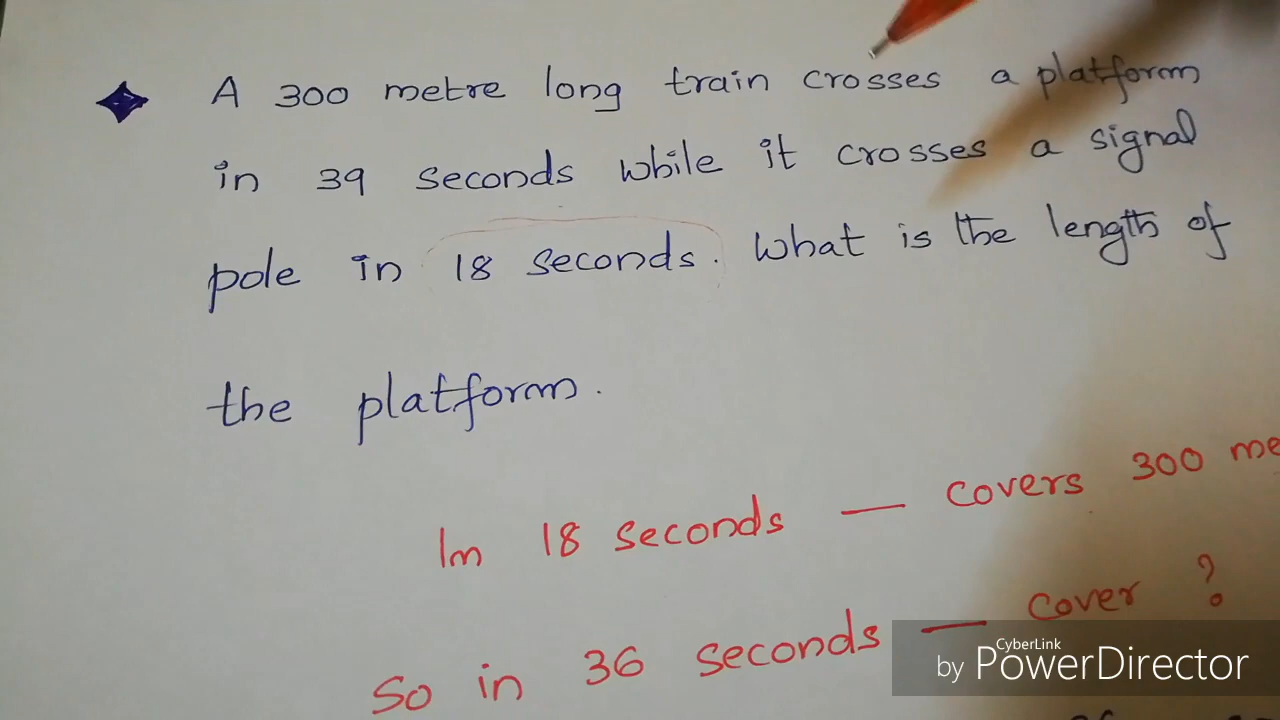 A 300 metre long train crosses a platform
in 39 seconds while it crosses a signal
pole in 18 seconds. What is the length of
the platform.
In 18 seconds — covers 300 me
So in 36 seconds — cover ?
CyberLink
by PowerDirector